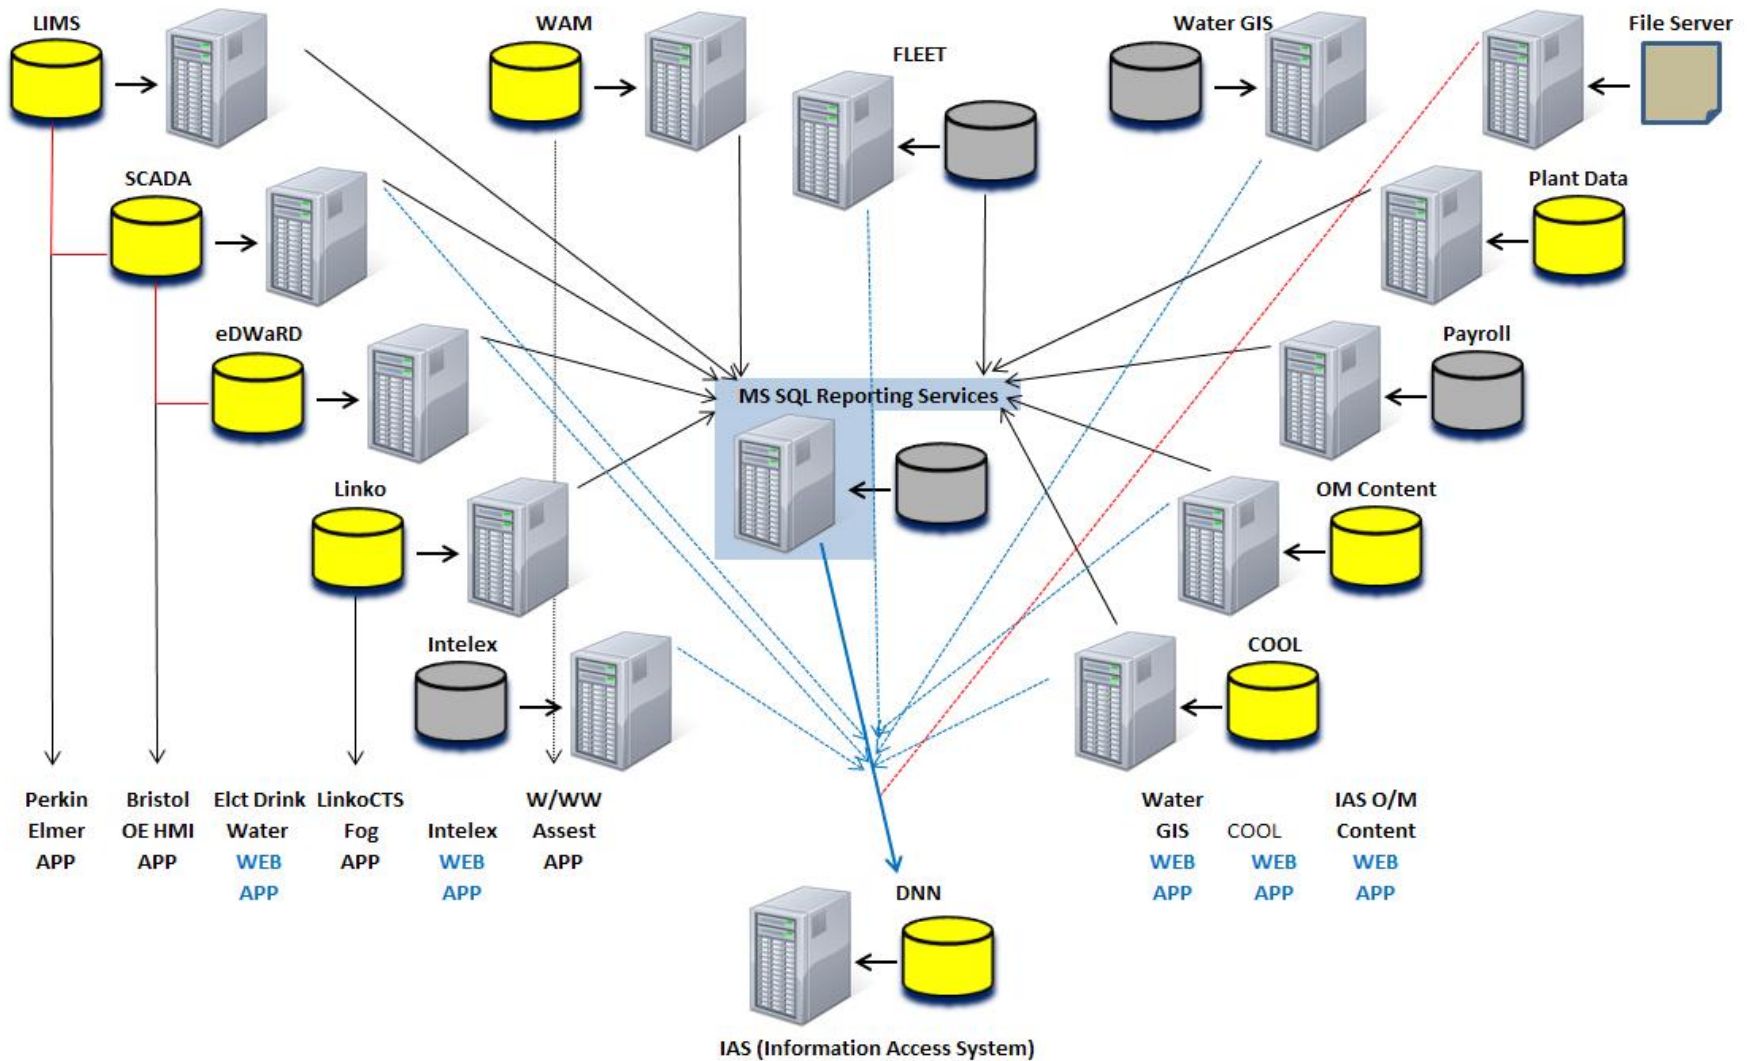 LIMS
WAM
FLEET
Water GIS
File Server
SCADA
Plant Data
eDWaRD
Payroll
MS SQL Reporting Services
Linko
OM Content
Intelex
COOL
Perkin
Elmer
APP
Bristol
OE HMI
APP
Elct Drink
Water
WEB
APP
LinkoCTS
Fog
APP
Intelex
WEB
APP
W/WW
Assest
APP
Water
GIS
WEB
APP
COOL
WEB
APP
IAS O/M
Content
WEB
APP
DNN
IAS (Information Access System)